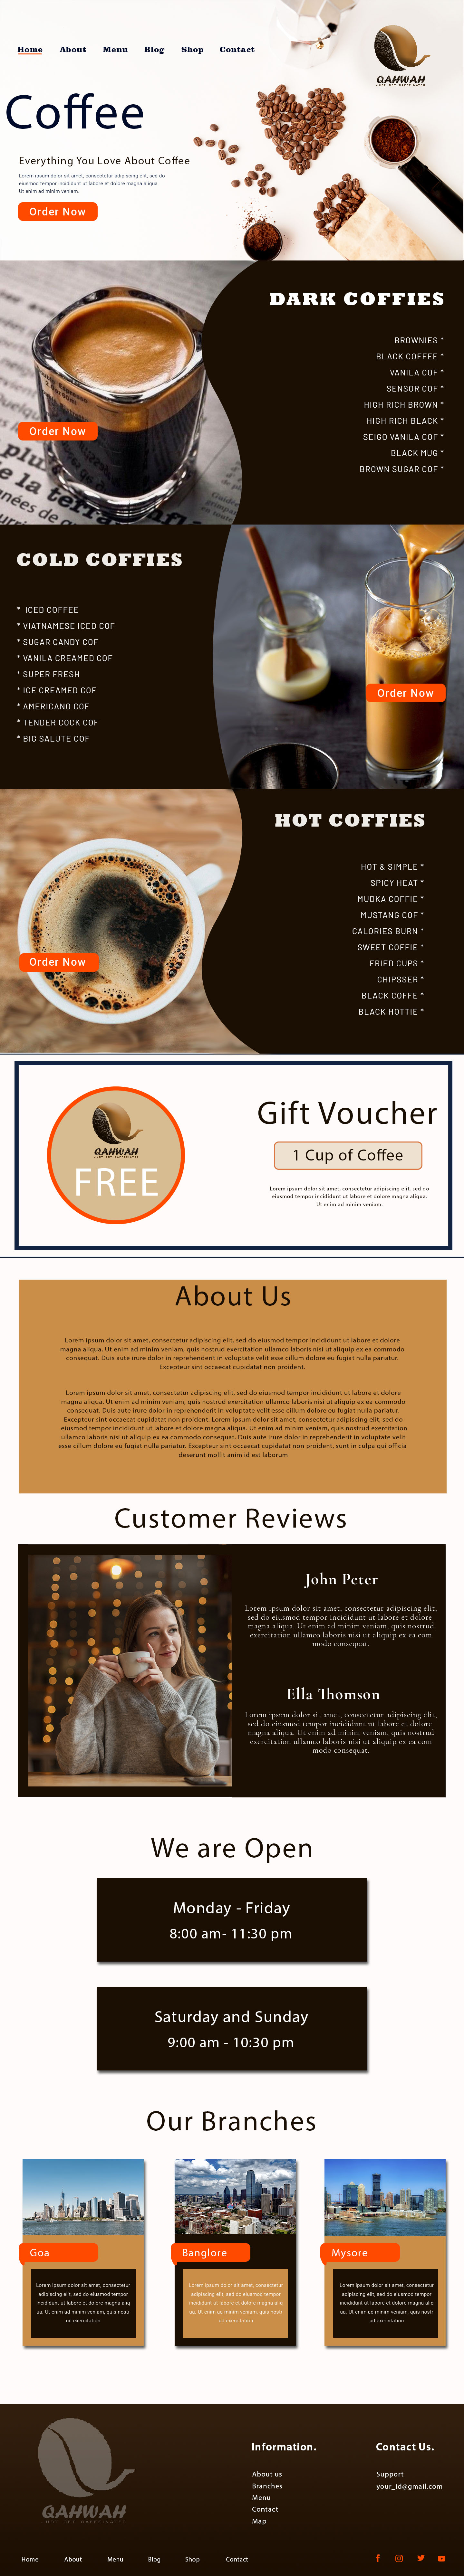 Home About Menu Blog Shop Contact
QAHWAH
JUST GET CAFFEINATED
Coffee
Everything You Love About Coffee
Lorem ipsum dolor sit amet, consectetur adipiscing elit, sed do
eiusmod tempor incididunt ut labore et dolore magna aliqua.
Ut enim ad minim veniam.
Order Now
DARK COFFIES
BROWNIES *
BLACK COFFEE *
VANILA COF *
SENSOR COF *
HIGH RICH BROWN *
HIGH RICH BLACK *
SEIGO VANILA COF *
BLACK MUG *
BROWN SUGAR COF *
Order Now
COLD COFFIES
* ICED COFFEE
* VIATNAMESE ICED COF
* SUGAR CANDY COF
* VANILA CREAMED COF
* SUPER FRESH
* ICE CREAMED COF
* AMERICANO COF
* TENDER COCK COF
* BIG SALUTE COF
Order Now
HOT COFFIES
HOT & SIMPLE *
SPICY HEAT *
MUDKA COFFIE *
MUSTANG COF *
CALORIES BURN *
SWEET COFFIE *
FRIED CUPS *
CHIPSSER *
BLACK COFFE *
BLACK HOTTIE *
Order Now
QAHWAH
JUST GET CAFFEINATED
FREE
Gift Voucher
1 Cup of Coffee
Lorem ipsum dolor sit amet, consectetur adipiscing elit, sed do
eiusmod tempor incididunt ut labore et dolore magna aliqua.
Ut enim ad minim veniam.
About Us
Lorem ipsum dolor sit amet, consectetur adipiscing elit, sed do eiusmod tempor incididunt ut labore et dolore
magna aliqua. Ut enim ad minim veniam, quis nostrud exercitation ullamco laboris nisi ut aliquip ex ea commodo
consequat. Duis aute irure dolor in reprehenderit in voluptate velit esse cillum dolore eu fugiat nulla pariatur.
Excepteur sint occaecat cupidatat non proident.
Lorem ipsum dolor sit amet, consectetur adipiscing elit, sed do eiusmod tempor incididunt ut labore et dolore
magna aliqua. Ut enim ad minim veniam, quis nostrud exercitation ullamco laboris nisi ut aliquip ex ea commodo
consequat. Duis aute irure dolor in reprehenderit in voluptate velit esse cillum dolore eu fugiat nulla pariatur.
Excepteur sint occaecat cupidatat non proident. Lorem ipsum dolor sit amet, consectetur adipiscing elit, sed do
eiusmod tempor incididunt ut labore et dolore magna aliqua. Ut enim ad minim veniam, quis nostrud exercitation
ullamco laboris nisi ut aliquip ex ea commodo consequat. Duis aute irure dolor in reprehenderit in voluptate velit
esse cillum dolore eu fugiat nulla pariatur. Excepteur sint occaecat cupidatat non proident, sunt in culpa qui officia
deserunt mollit anim id est laborum
Customer Reviews
John Peter
Lorem ipsum dolor sit amet, consectetur adipiscing elit,
sed do eiusmod tempor incididunt ut labore et dolore
magna aliqua. Ut enim ad minim veniam, quis nostrud
exercitation ullamco laboris nisi ut aliquip ex ea com
modo consequat.
Ella Thomson
Lorem ipsum dolor sit amet, consectetur adipiscing elit,
sed do eiusmod tempor incididunt ut labore et dolore
magna aliqua. Ut enim ad minim veniam, quis nostrud
exercitation ullamco laboris nisi ut aliquip ex ea com
modo consequat.
We are Open
Monday - Friday
8:00 am- 11:30 pm
Saturday and Sunday
9:00 am - 10:30 pm
Our Branches
Goa
Lorem ipsum dolor sit amet, consectetur
adipiscing elit, sed do eiusmod tempor
incididunt ut labore et dolore magna aliq
ua. Ut enim ad minim veniam, quis nostr
ud exercitation
Banglore
Lorem ipsum dolor sit amet, consectetur
adipiscing elit, sed do eiusmod tempor
incididunt ut labore et dolore magna aliq
ua. Ut enim ad minim veniam, quis nostr
ud exercitation
Mysore
Lorem ipsum dolor sit amet, consectetur
adipiscing elit, sed do eiusmod tempor
incididunt ut labore et dolore magna aliq
ua. Ut enim ad minim veniam, quis nostr
ud exercitation
QAHWAH
JUST GET CAFFEINATED
Information.
About us
Branches
Menu
Contact
Map
Contact Us.
Support
your_id@gmail.com
Home About Menu Blog Shop Contact